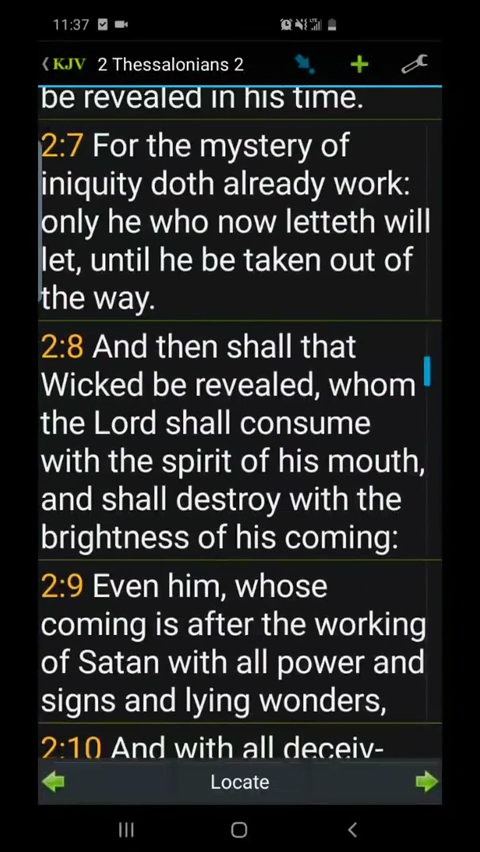 11:37
KJV 2 Thessalonians 2
be revealed in his time.
2:7 For the mystery of
iniquity doth already work:
only he who now letteth will
let, until he be taken out of
the way.
2:8 And then shall that
Wicked be revealed, whom
the Lord shall consume
with the spirit of his mouth,
and shall destroy with the
brightness of his coming:
2:9 Even him, whose
coming is after the working
of Satan with all power and
signs and lying wonders,
2:10 And with all deceiv-
Locate